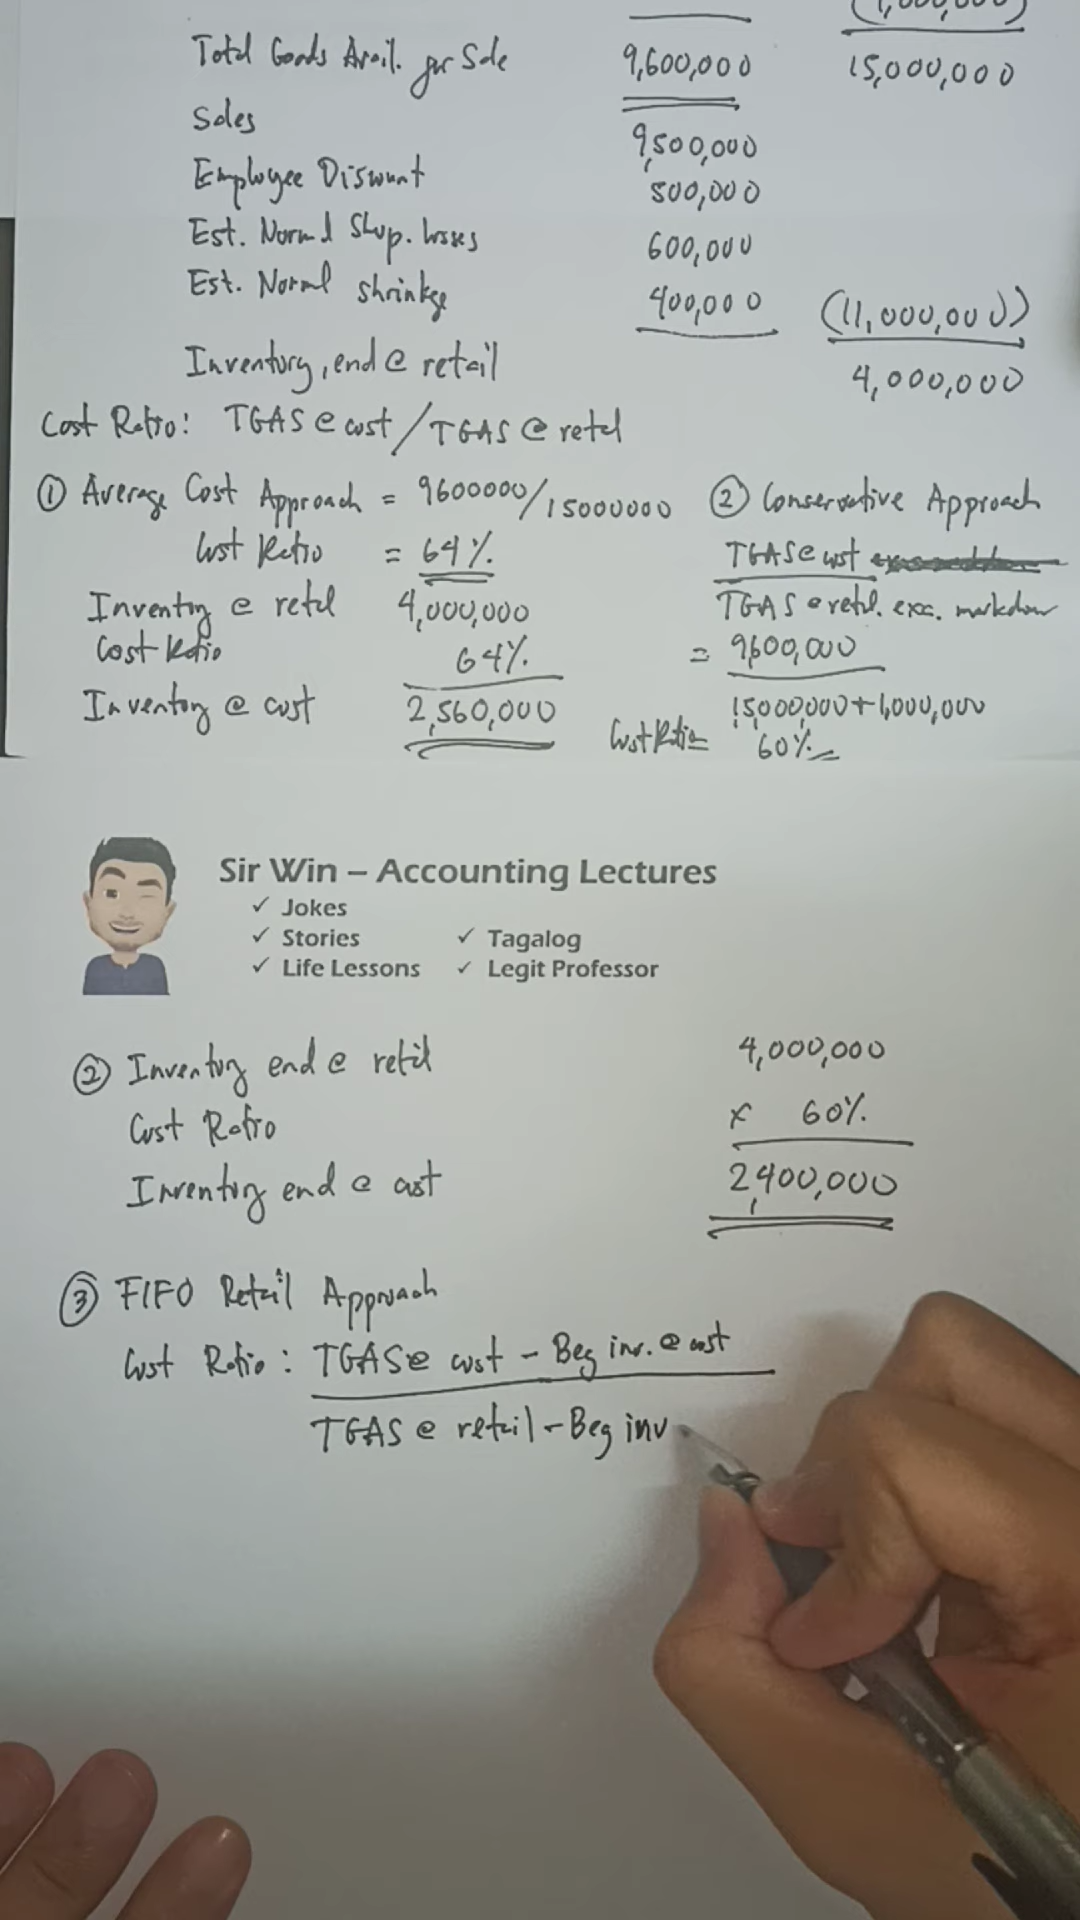 (1,000,000)
Total Goods Avail. for Sale 9,600,000 15,000,000
Sales 9,500,000
Employee Discount 500,000
Est. Normal Shop. losses 600,000
Est. Normal shrinkge 400,000 (11,000,000)
Inventory, end @ retail 4,000,000
Cost Ratio: TGAS @ cost / TGAS @ retail
① Average Cost Approach = 9600000/15000000
Cost Ratio = 64%
Inventory @ retail 4,000,000
Cost Ratio 64%
Inventory @ cost 2,560,000
② Conservative Approach
TGAS @ cost
TGAS @ retail. exc. markdown
= 9,600,000
15,000,000 + 1,000,000
Cost Ratio 60%
Sir Win – Accounting Lectures
✓ Jokes
✓ Stories ✓ Tagalog
✓ Life Lessons ✓ Legit Professor
② Inventory end @ retail 4,000,000
Cost Ratio x 60%
Inventory end @ cost 2,400,000
③ FIFO Retail Approach
Cost Ratio : TGAS @ cost - Beg inv. @ cost
TGAS @ retail - Beg inv